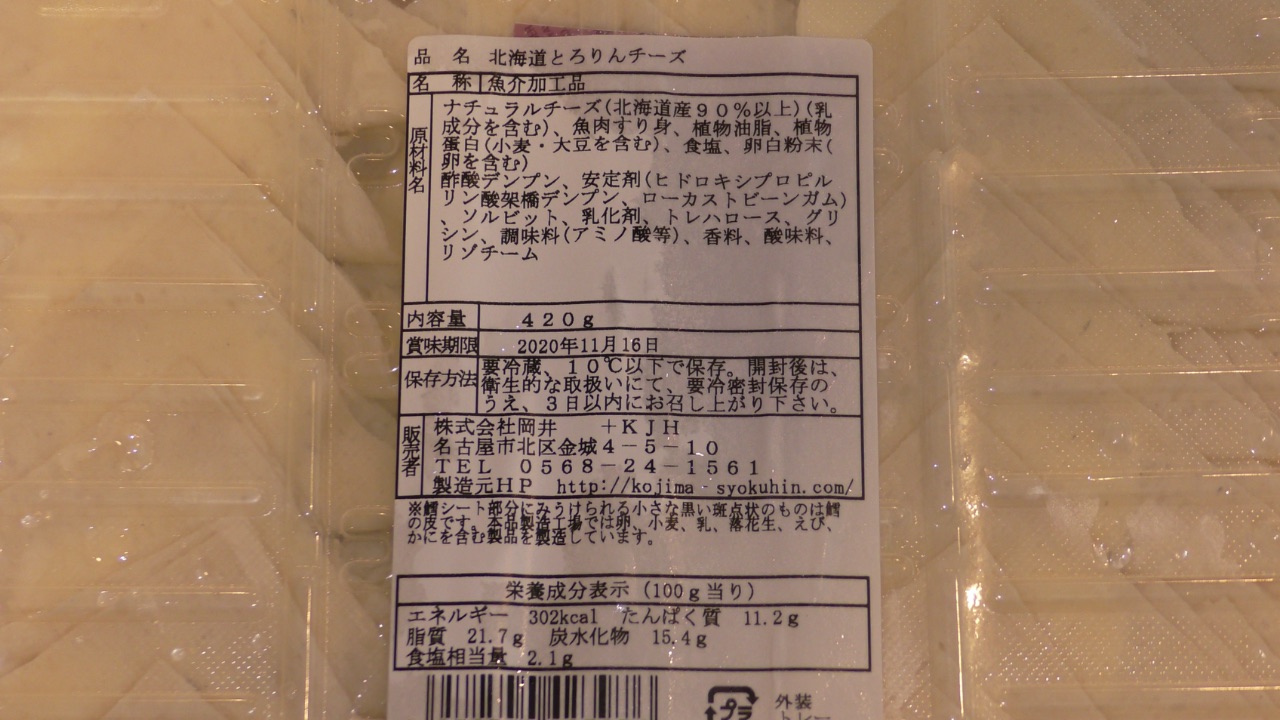 品 名 北海道とろりんチーズ
名 称 魚介加工品
原材料名
ナチュラルチーズ(北海道産９０％以上)(乳
成分を含む)、魚肉すり身、植物油脂、植物
蛋白(小麦・大豆を含む)、食塩、卵白粉末(
卵を含む)
酢酸デンプン、安定剤(ヒドロキシプロピル
リン酸架橋デンプン、ローカストビーンガム)
、ソルビット、乳化剤、トレハロース、グリ
シン、調味料(アミノ酸等)、香料、酸味料、
リゾチーム
内容量 ４２０g
賞味期限 2020年11月16日
保存方法
要冷蔵、１０℃以下で保存。開封後は、
衛生的な取扱いにて、要冷密封保存の
うえ、３日以内にお召し上がり下さい。
販売者
株式会社岡井 +ＫＪＨ
名古屋市北区金城４－５－１０
ＴＥＬ ０５６８－２４－１５６１
製造元ＨＰ http://kojima-syokuhin.com/
※鱈シート部分にみうけられる小さな黒い斑点状のものは鱈
の皮です。本品製造工場では卵、小麦、乳、落花生、えび、
かにを含む製品を製造しています。
栄養成分表示（100g当り）
エネルギー 302kcal たんぱく質 11.2g
脂質 21.7g 炭水化物 15.4g
食塩相当量 2.1g
プラ
外装
トレー